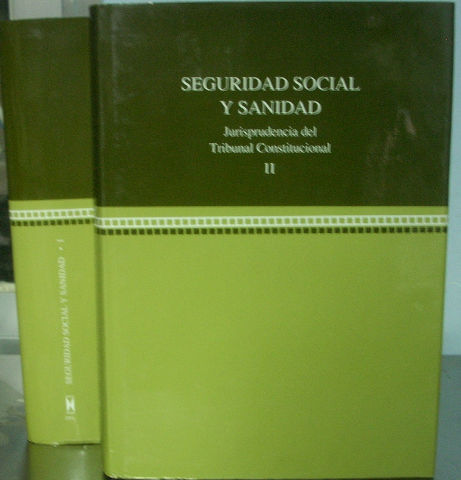 SEGURIDAD SOCIAL
Y SANIDAD
Jurisprudencia del
Tribunal Constitucional
II
SEGURIDAD SOCIAL Y SANIDAD • I